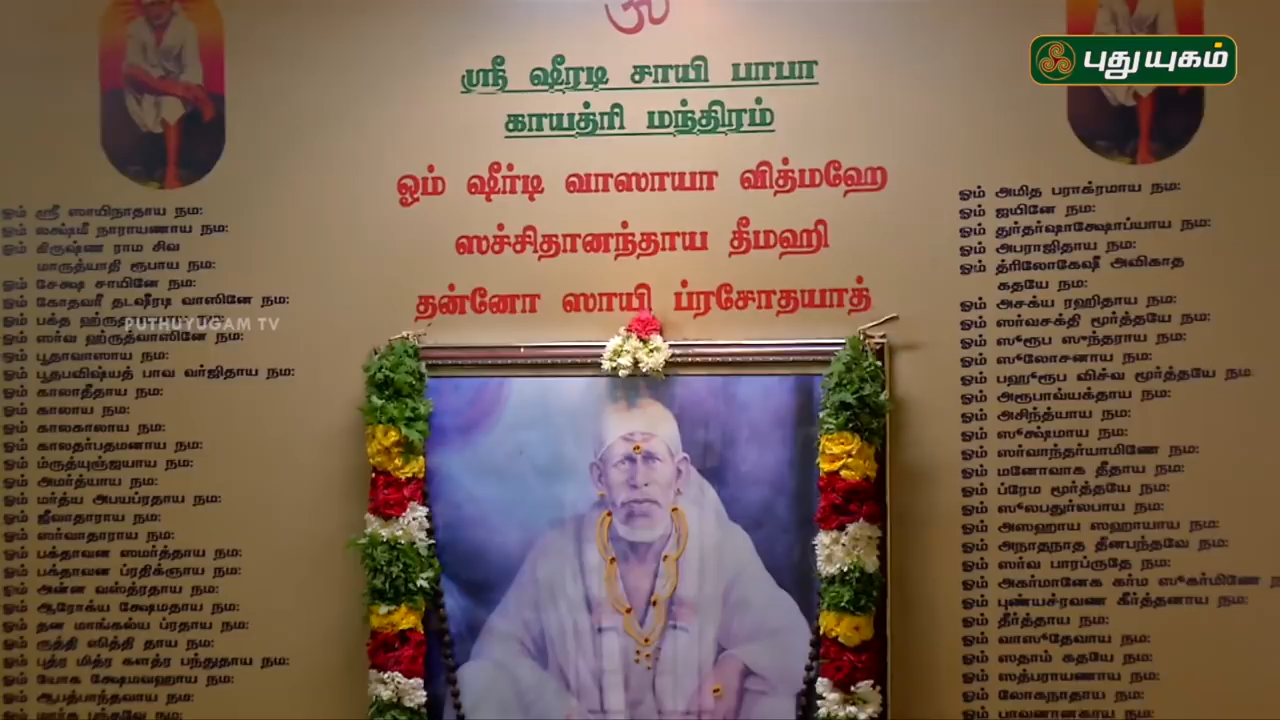 ॐ
புதுயுகம்
ஸ்ரீ ஷீரடி சாயி பாபா
காயத்ரி மந்திரம்
ஓம் ஷீர்டி வாஸாயா வித்மஹே
ஸச்சிதானந்தாய தீமஹி
தன்னோ ஸாயி ப்ரசோதயாத்
ஓம் ஸ்ரீ ஸாயிநாதாய நம:
ஓம் லக்ஷ்மீ நாராயணாய நம:
ஓம் கிருஷ்ண ராம சிவ
மாருத்யாதி ரூபாய நம:
ஓம் சேக்ஷ சாயினே நம:
ஓம் கோதவரீ தடஷீரடி வாஸினே நம:
ஓம் பக்த நம:
PUTHUYUGAM TV
ஓம் ஸர்வ ஹ்ருத்வாஸினே நம:
ஓம் பூதாவாஸாய நம:
ஓம் பூதபவிஷ்யத் பாவ வர்ஜிதாய நம:
ஓம் காலாதீதாய நம:
ஓம் காலாய நம:
ஓம் காலகாலாய நம:
ஓம் காலதர்பதமனாய நம:
ஓம் ம்ருத்யுஞ்ஜயாய நம:
ஓம் அமர்த்யாய நம:
ஓம் மர்த்ய அபயப்ரதாய நம:
ஓம் ஜீவாதாராய நம:
ஓம் ஸர்வாதாராய நம:
ஓம் பக்தாவன ஸமர்த்தாய நம:
ஓம் பக்தாவன ப்ரதிக்ஞாய நம:
ஓம் அன்ன வஸ்த்ரதாய நம:
ஓம் ஆரோக்ய க்ஷேமதாய நம:
ஓம் தன மாங்கல்ய ப்ரதாய நம:
ஓம் ருத்தி ஸித்தி தாய நம:
ஓம் புத்ர மித்ர களத்ர பந்துதாய நம:
ஓம் யோக க்ஷேமவஹாய நம:
ஓம் ஆபத்பாந்தவாய நம:
ஓம் அமித பராக்ரமாய நம:
ஓம் ஜயினே நம:
ஓம் துர்தர்ஷாக்ஷோப்யாய நம:
ஓம் அபராஜிதாய நம:
ஓம் த்ரிலோகேஷீ அவிகாத
கதயே நம:
ஓம் அசக்ய ரஹிதாய நம:
ஓம் ஸர்வசக்தி மூர்த்தயே நம:
ஓம் ஸுரூப ஸுந்தராய நம:
ஓம் ஸுலோசனாய நம:
ஓம் பஹுரூப விச்வ மூர்த்தயே நம
ஓம் அரூபாவ்யக்தாய நம:
ஓம் அசிந்த்யாய நம:
ஓம் ஸூக்ஷ்மாய நம:
ஓம் ஸர்வாந்தர்யாமிணே நம:
ஓம் மனோவாக தீதாய நம:
ஓம் ப்ரேம மூர்த்தயே நம:
ஓம் ஸுலபதுர்லபாய நம:
ஓம் அஸஹாய ஸஹாயாய நம:
ஓம் அநாதநாத தீனபந்தவே நம:
ஓம் ஸர்வ பாரப்ருதே நம:
ஓம் அகர்மானேக கர்ம ஸுகர்மிணே
ஓம் புண்யச்ரவண கீர்த்தனாய நம:
ஓம் தீர்த்தாய நம:
ஓம் வாஸுதேவாய நம:
ஓம் ஸதாம் கதயே நம:
ஓம் ஸத்பராயணாய நம:
ஓம் லோகநாதாய நம:
ஓம் பாவனானகாய நம: